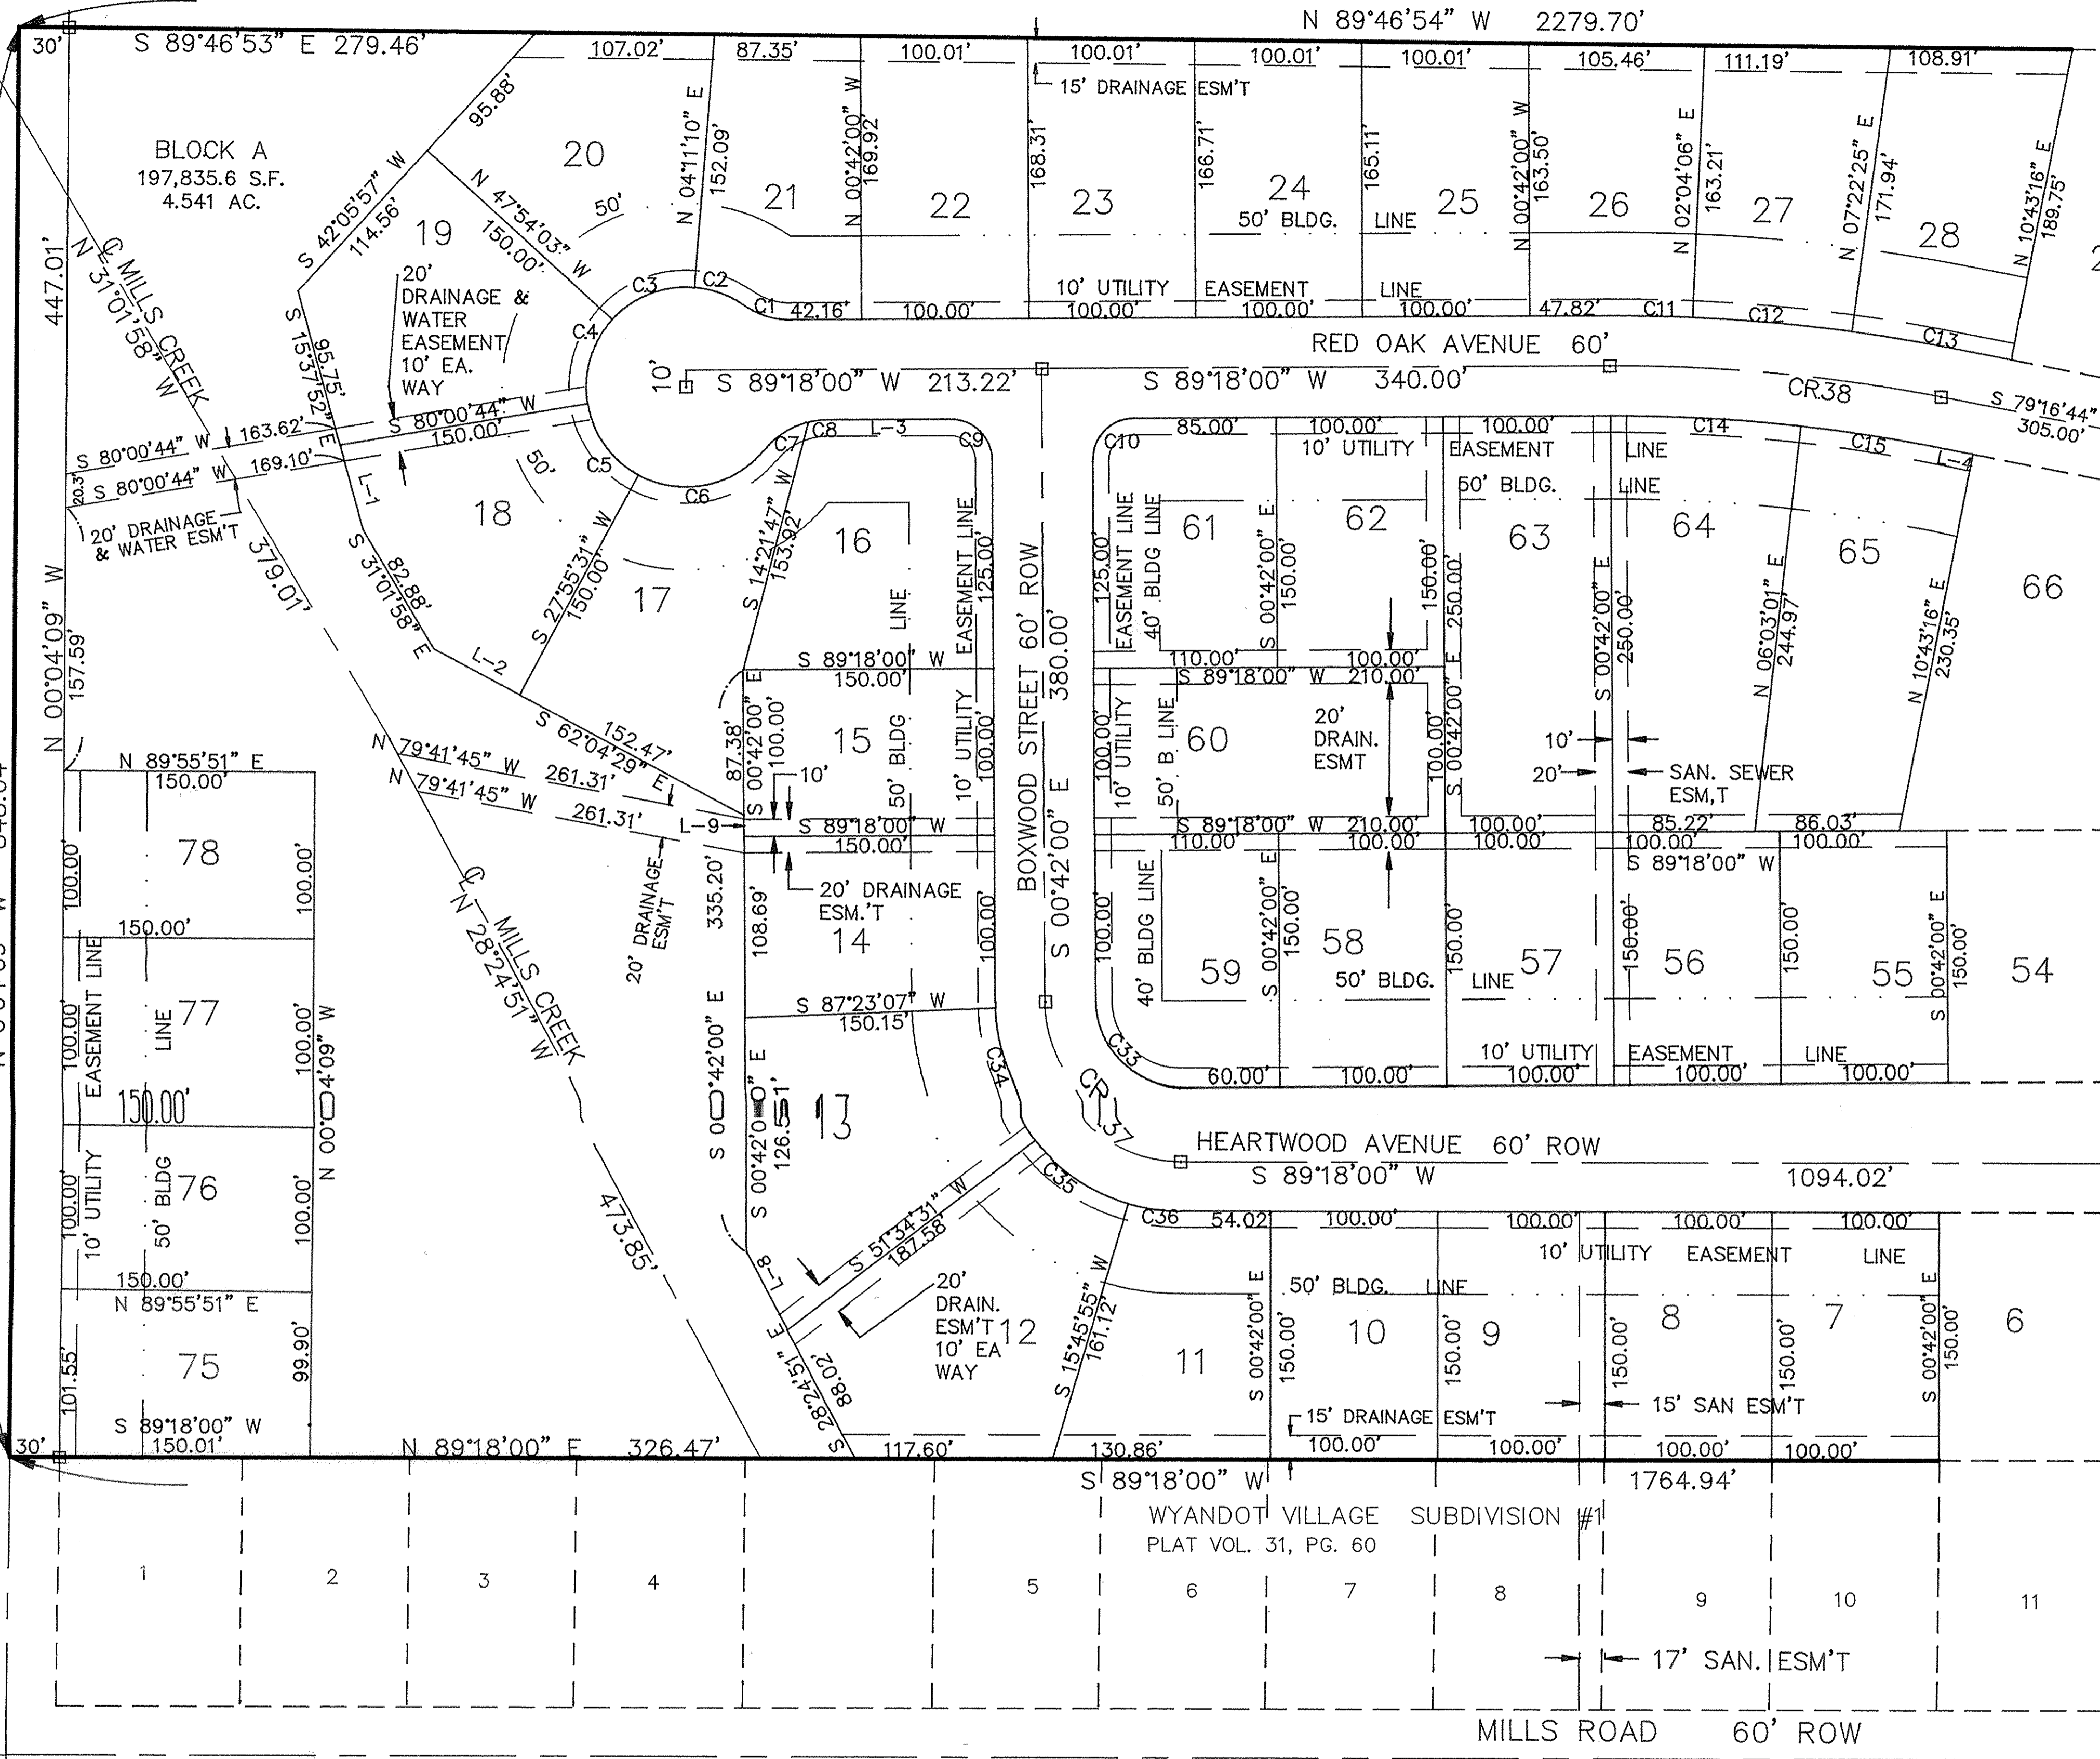 N 89°46'54" W 2279.70'
30'
S 89°46'53" E 279.46'
107.02'
87.35'
100.01'
100.01'
100.01'
100.01'
105.46'
111.19'
108.91'
15' DRAINAGE ESM'T
BLOCK A
197,835.6 S.F.
4.541 AC.
95.88'
20
N 04°11'10" E
152.09'
21
N 00°42'00" W
169.92'
22
168.31'
23
166.71'
24
165.11'
25
N 00°42'00" W
163.50'
26
N 02°04'06" E
163.21'
27
N 07°22'25" E
171.94'
28
N 10°43'16" E
189.75'
50' BLDG. LINE
S 42°05'57" W
114.56'
19
N 47°54'03" W
150.00'
50'
447.01'
℄ MILLS CREEK
N 31°01'58" W
20'
DRAINAGE &
WATER
EASEMENT
10' EA.
WAY
C3
C2
C1
C4
42.16'
100.00'
100.00'
100.00'
100.00'
47.82'
C11
C12
C13
10' UTILITY EASEMENT LINE
RED OAK AVENUE 60'
10'
S 89°18'00" W 213.22'
S 89°18'00" W 340.00'
CR38
S 79°16'44"
305.00'
S 15°37'52" E
95.75'
S 80°00'44" W
150.00'
S 80°00'44" W 163.62'
S 80°00'44" W 169.10'
20.3'
20' DRAINAGE
& WATER ESM'T
L-1
18
50'
C5
C6
C7
C8
L-3
C9
C10
85.00'
100.00'
100.00'
C14
C15
L-4
10' UTILITY EASEMENT LINE
50' BLDG. LINE
S 14°21'47" W
153.92'
16
S 27°55'31" W
150.00'
17
S 31°01'58" E
82.88'
L-2
379.01'
N 00°04'09" W
157.59'
EASEMENT LINE
125.00'
125.00'
EASEMENT LINE
40' BLDG LINE
BOXWOOD STREET 60' ROW
S 00°42'00" E 380.00'
61
S 00°42'00" E
150.00'
62
150.00'
250.00'
63
S 00°42'00" E
250.00'
64
65
N 06°03'01" E
244.97'
N 10°43'16" E
230.35'
66
S 89°18'00" W
150.00'
110.00'
100.00'
S 89°18'00" W 210.00'
S 62°04'29" E
152.47'
87.38'
S 00°42'00" E
100.00'
15
50' BLDG LINE
10' UTILITY
100.00'
100.00'
10' UTILITY
50' B LINE
60
20'
DRAIN.
ESMT
100.00'
S 00°42'00" E
10'
20'
SAN. SEWER
ESM,T
N 79°41'45" W 261.31'
N 79°41'45" W 261.31'
L-9
10'
S 89°18'00" W
150.00'
S 89°18'00" W 210.00'
100.00'
85.22'
86.03'
110.00'
100.00'
100.00'
100.00'
100.00'
S 89°18'00" W
N 89°55'51" E
150.00'
78
100.00'
100.00'
150.00'
℄ MILLS CREEK
N 28°24'51" W
20' DRAINAGE
ESM'T
335.20'
108.69'
20' DRAINAGE
ESM.'T
14
100.00'
100.00'
40' BLDG LINE
59
S 00°42'00" E
150.00'
58
150.00'
57
150.00'
56
150.00'
55
S 00°42'00" E
150.00'
54
50' BLDG. LINE
S 87°23'07" W
150.15'
EASEMENT LINE
100.00'
77
LINE
100.00'
N 00°04'09" W
150.00'
S 00°42'00" E
S 00°42'00" E
126.51'
13
C34
C33
CR37
10' UTILITY EASEMENT LINE
60.00'
100.00'
100.00'
100.00'
100.00'
HEARTWOOD AVENUE 60' ROW
S 89°18'00" W
1094.02'
10' UTILITY
100.00'
50' BLDG
76
100.00'
150.00'
N 89°55'51" E
473.85'
S 51°34'31" W
187.58'
C35
C36
54.02
100.00'
100.00'
100.00'
100.00'
10' UTILITY EASEMENT LINE
50' BLDG. LINE
L-8
20'
DRAIN.
ESM'T
10' EA
WAY
12
S 15°45'55" W
161.12'
11
S 00°42'00" E
150.00'
10
150.00'
9
150.00'
8
150.00'
7
S 00°42'00" E
150.00'
6
101.55'
75
99.90'
S 28°24'51" E
88.02'
15' DRAINAGE ESM'T
15' SAN ESM'T
S 89°18'00" W
150.01'
30'
N 89°18'00" E 326.47'
117.60'
130.86'
100.00'
100.00'
100.00'
100.00'
S 89°18'00" W
1764.94'
WYANDOT VILLAGE SUBDIVISION #1
PLAT VOL. 31, PG. 60
1
2
3
4
5
6
7
8
9
10
11
17' SAN. ESM'T
MILLS ROAD 60' ROW